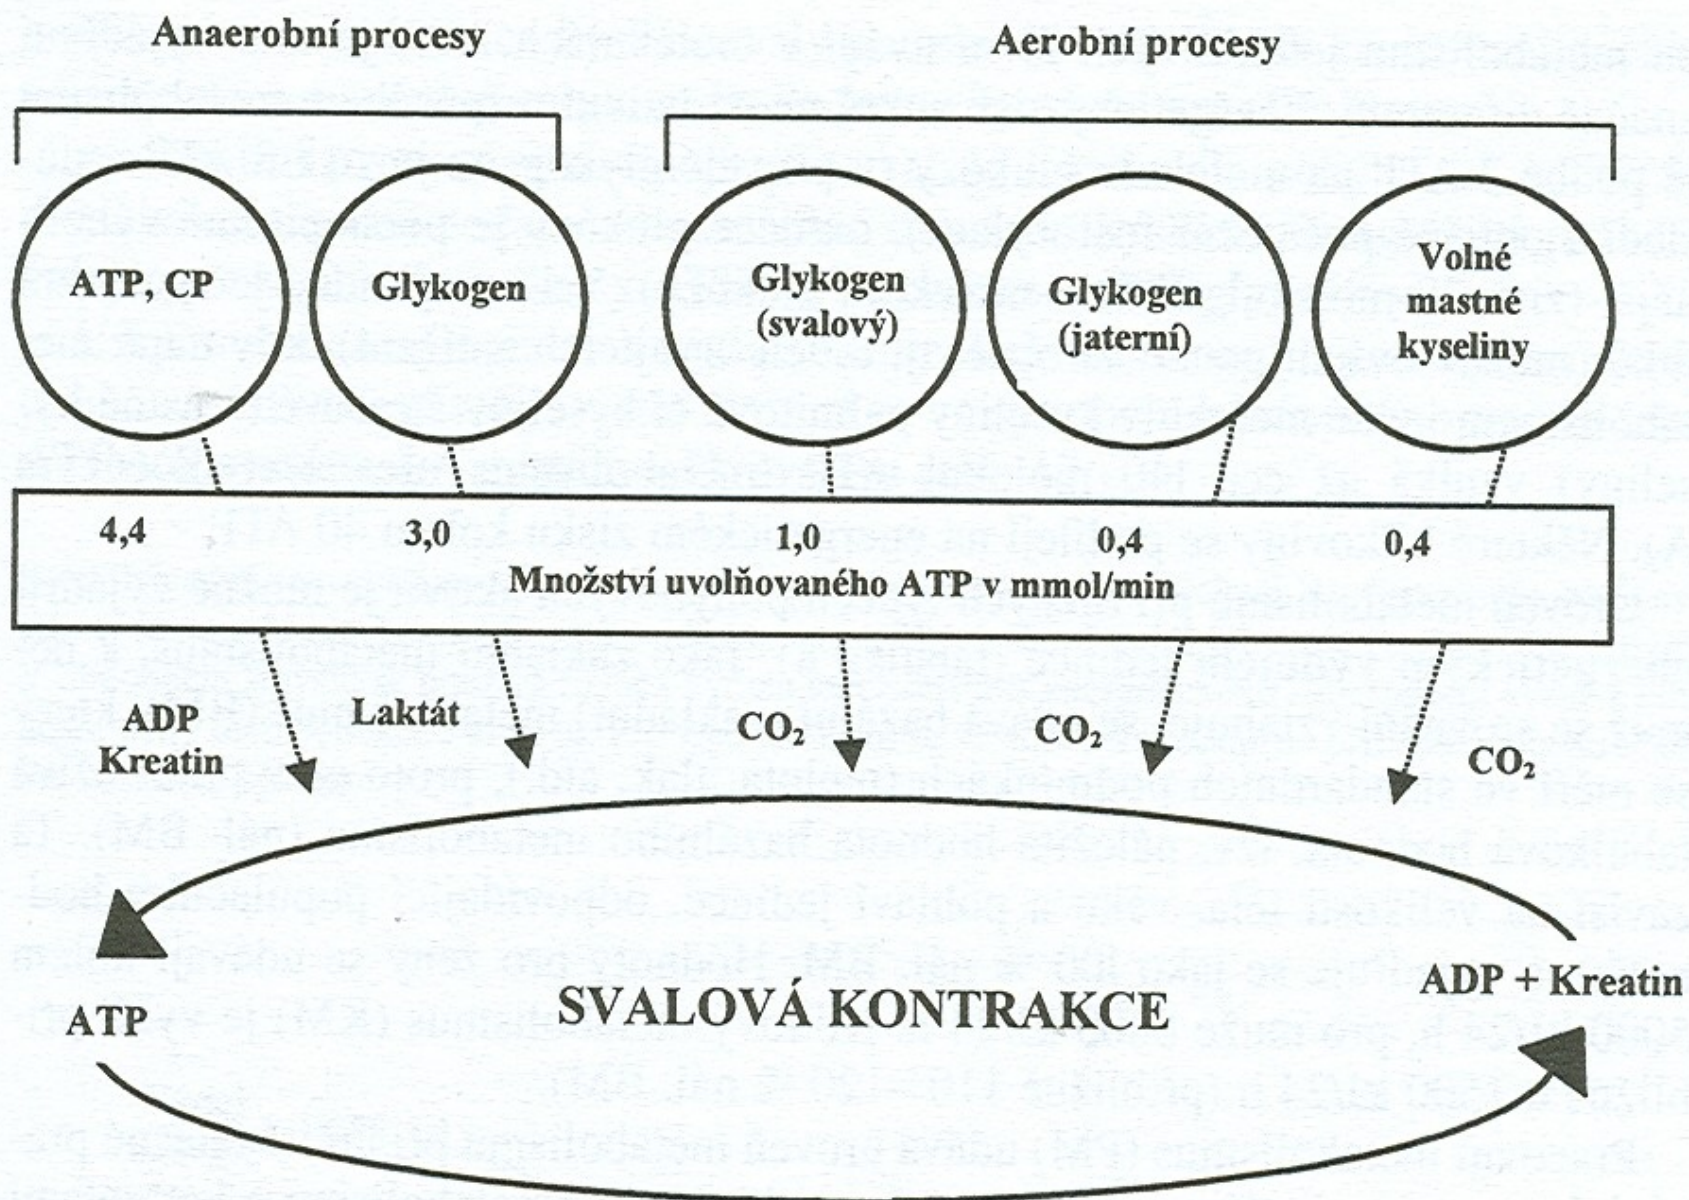 Anaerobní procesy
Aerobní procesy
ATP, CP
Glykogen
Glykogen
(svalový)
Glykogen
(jaterní)
Volné
mastné
kyseliny
4,4 3,0 1,0 0,4 0,4
Množství uvolňovaného ATP v mmol/min
ADP
Kreatin
Laktát
CO₂
CO₂
CO₂
ATP
SVALOVÁ KONTRAKCE
ADP + Kreatin